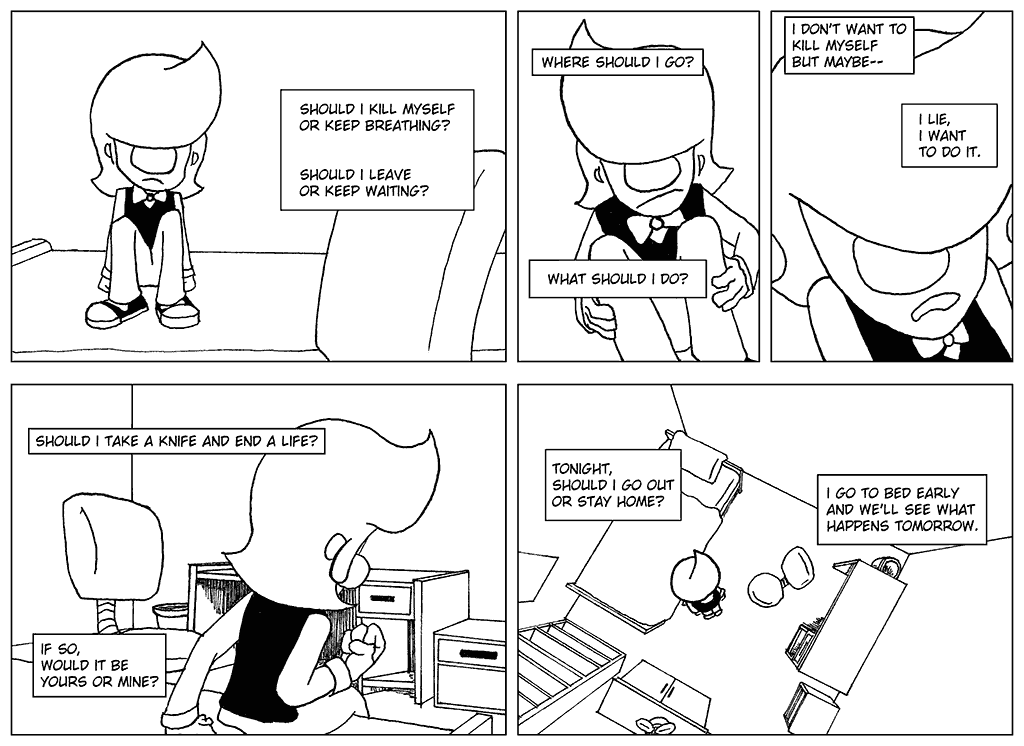 SHOULD I KILL MYSELF
OR KEEP BREATHING?
SHOULD I LEAVE
OR KEEP WAITING?
WHERE SHOULD I GO?
WHAT SHOULD I DO?
I DON'T WANT TO
KILL MYSELF
BUT MAYBE--
I LIE,
I WANT
TO DO IT.
SHOULD I TAKE A KNIFE AND END A LIFE?
IF SO,
WOULD IT BE
YOURS OR MINE?
TONIGHT,
SHOULD I GO OUT
OR STAY HOME?
I GO TO BED EARLY
AND WE'LL SEE WHAT
HAPPENS TOMORROW.